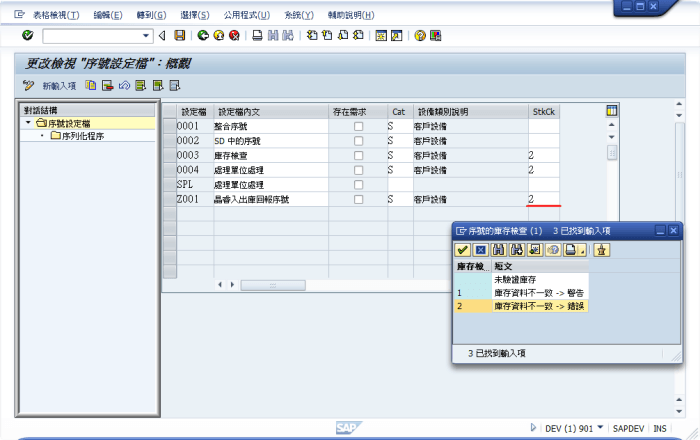 表格檢視(T) 編輯(E) 轉到(G) 選擇(S) 公用程式(U) 系統(Y) 輔助說明(H)
更改檢視 "序號設定檔": 概觀
新輸入項
對話結構
序號設定檔
序列化程序
設定檔 設定檔內文 存在需求 Cat 設備類別說明 StkCk
0001 整合序號 S 客戶設備
0002 SD 中的序號 S 客戶設備
0003 庫存檢查 S 客戶設備 2
0004 處理單位處理 S 客戶設備 2
SPL 處理單位處理
Z001 晶睿入出庫回報序號 S 客戶設備 2
序號的庫存檢查 (1) 3 已找到輸入項
庫存檢.. 短文
未驗證庫存
1 庫存資料不一致 -> 警告
2 庫存資料不一致 -> 錯誤
3 已找到輸入項
SAP
DEV (1) 901 SAPDEV INS